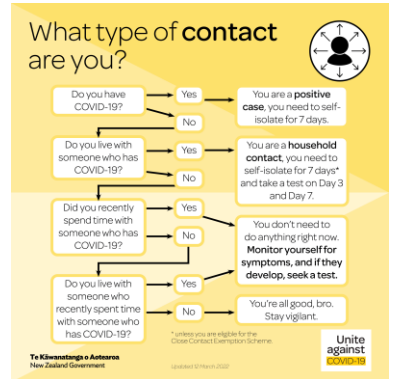 What type of contact
are you?
Do you have
COVID-19?
Yes
No
You are a positive
case, you need to self-
isolate for 7 days.
Do you live with
someone who has
COVID-19?
Yes
No
You are a household
contact, you need to
self-isolate for 7 days*
and take a test on Day 3
and Day 7.
Did you recently
spend time with
someone who has
COVID-19?
Yes
No
You don't need to
do anything right now.
Monitor yourself for
symptoms, and if they
develop, seek a test.
Do you live with
someone who
recently spent time
with someone who
has COVID-19?
Yes
No
You're all good, bro.
Stay vigilant.
* unless you are eligible for the
Close Contact Exemption Scheme.
Te Kāwanatanga o Aotearoa
New Zealand Government
Updated 10 March 2022
Unite
against
COVID-19